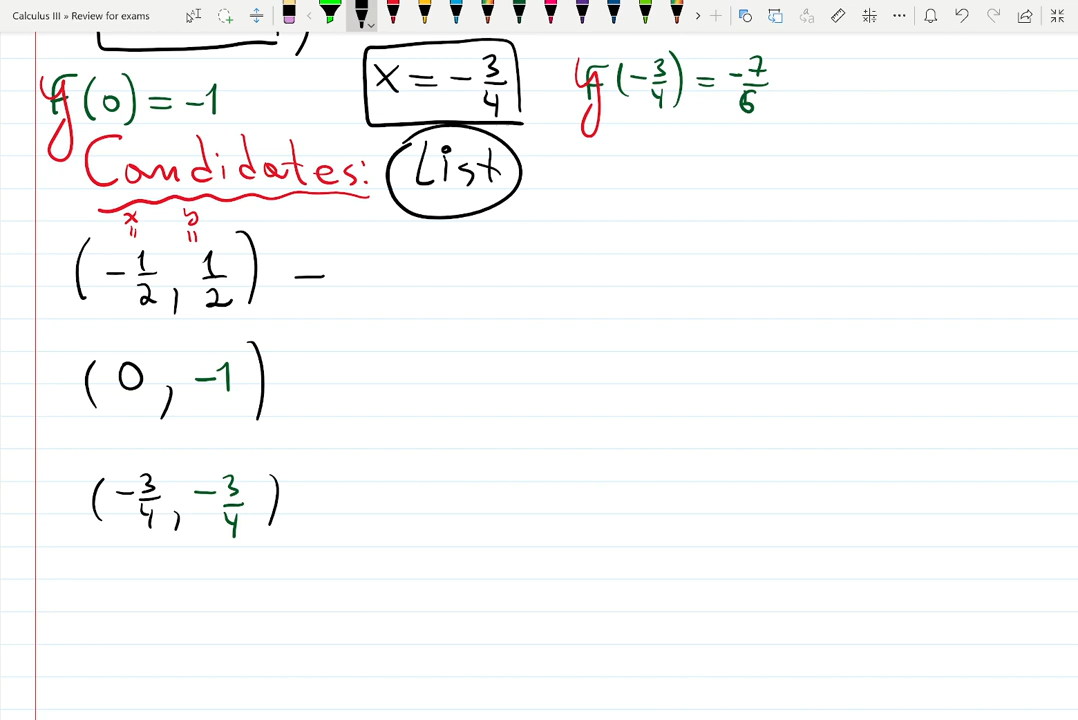 Calculus III » Review for exams
y(0) = -1
x = -3/4
y(-3/4) = -7/6
Candidates: List
x y
= =
(-1/2, 1/2) -
(0, -1)
(-3/4, -3/4)